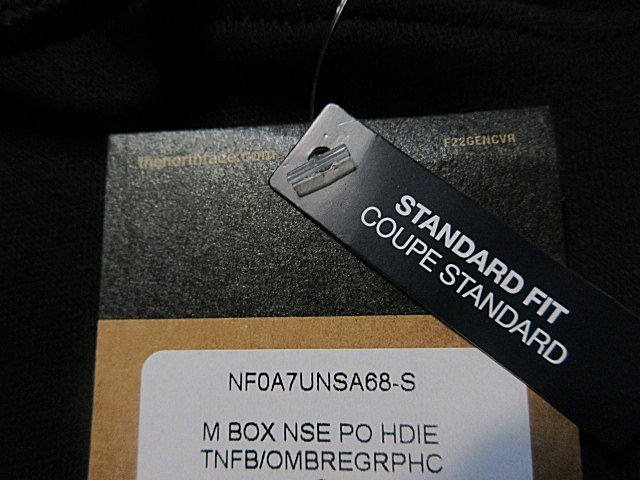 thenorthface.com
F22GENCVR
STANDARD FIT
COUPE STANDARD
NF0A7UNSA68-S
M BOX NSE PO HDIE
TNFB/OMBREGRPHC